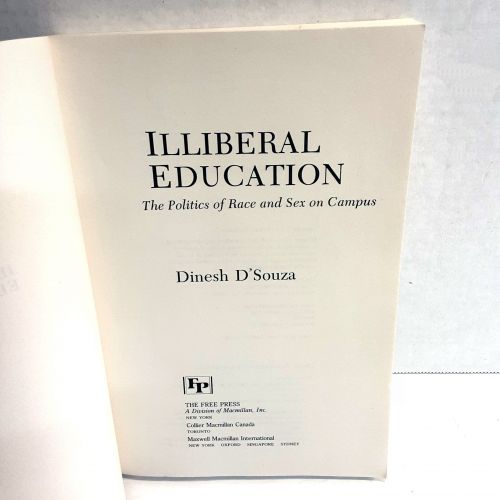 ILLIBERAL
EDUCATION
The Politics of Race and Sex on Campus
Dinesh D'Souza
FP
THE FREE PRESS
A Division of Macmillan, Inc.
NEW YORK
Collier Macmillan Canada
TORONTO
Maxwell Macmillan International
NEW YORK OXFORD SINGAPORE SYDNEY